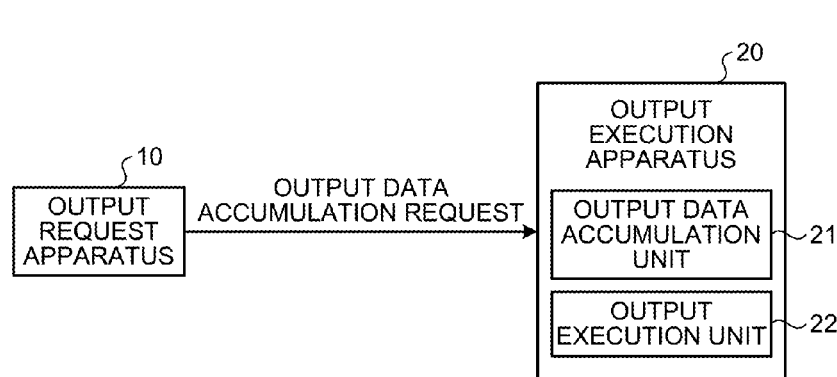 20
OUTPUT
EXECUTION
APPARATUS
10
OUTPUT
REQUEST
APPARATUS
OUTPUT DATA
ACCUMULATION REQUEST
OUTPUT DATA
ACCUMULATION
UNIT
21
OUTPUT
EXECUTION UNIT
22